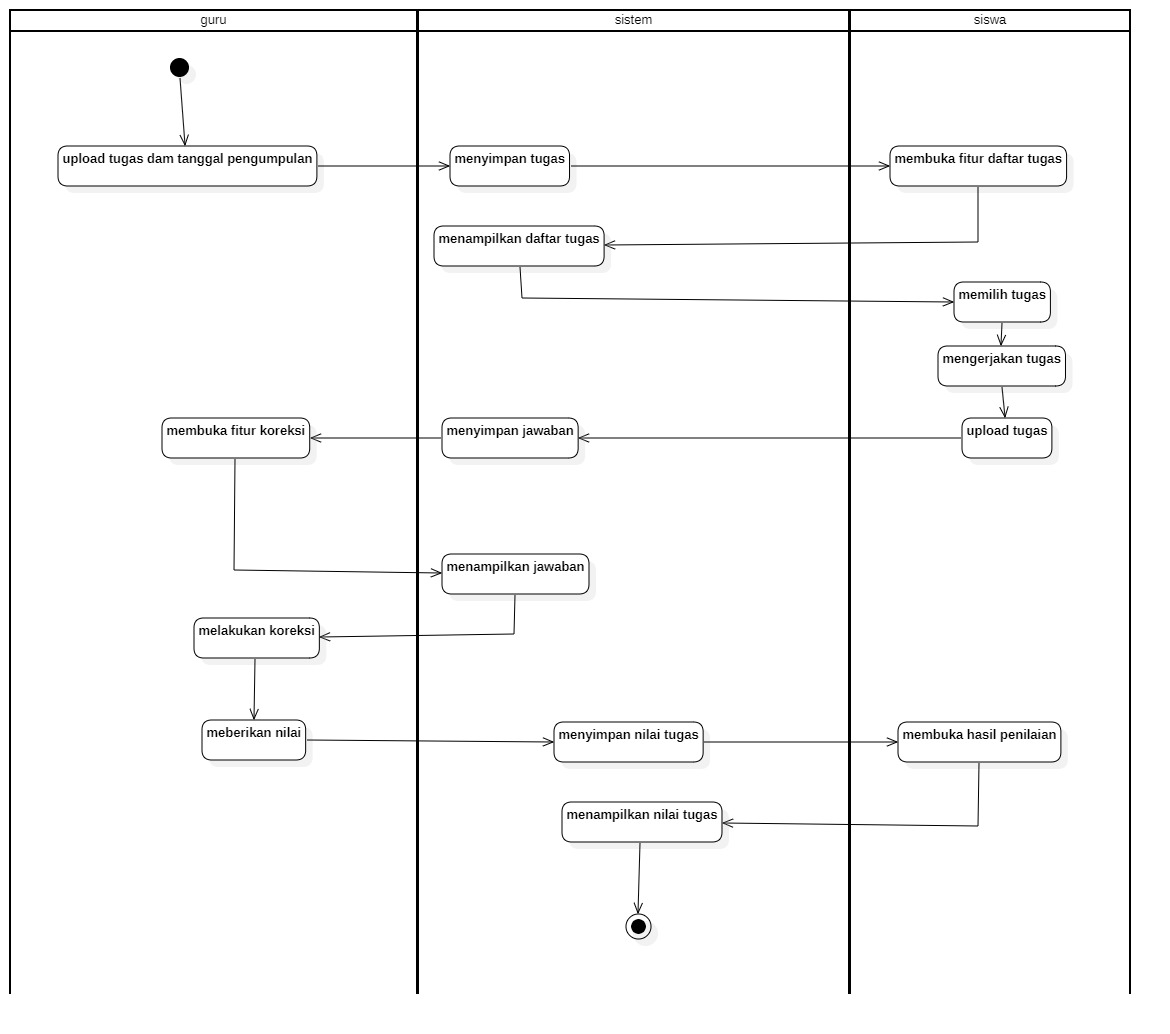 guru
sistem
siswa
upload tugas dam tanggal pengumpulan
menyimpan tugas
membuka fitur daftar tugas
menampilkan daftar tugas
memilih tugas
mengerjakan tugas
membuka fitur koreksi
menyimpan jawaban
upload tugas
menampilkan jawaban
melakukan koreksi
meberikan nilai
menyimpan nilai tugas
membuka hasil penilaian
menampilkan nilai tugas